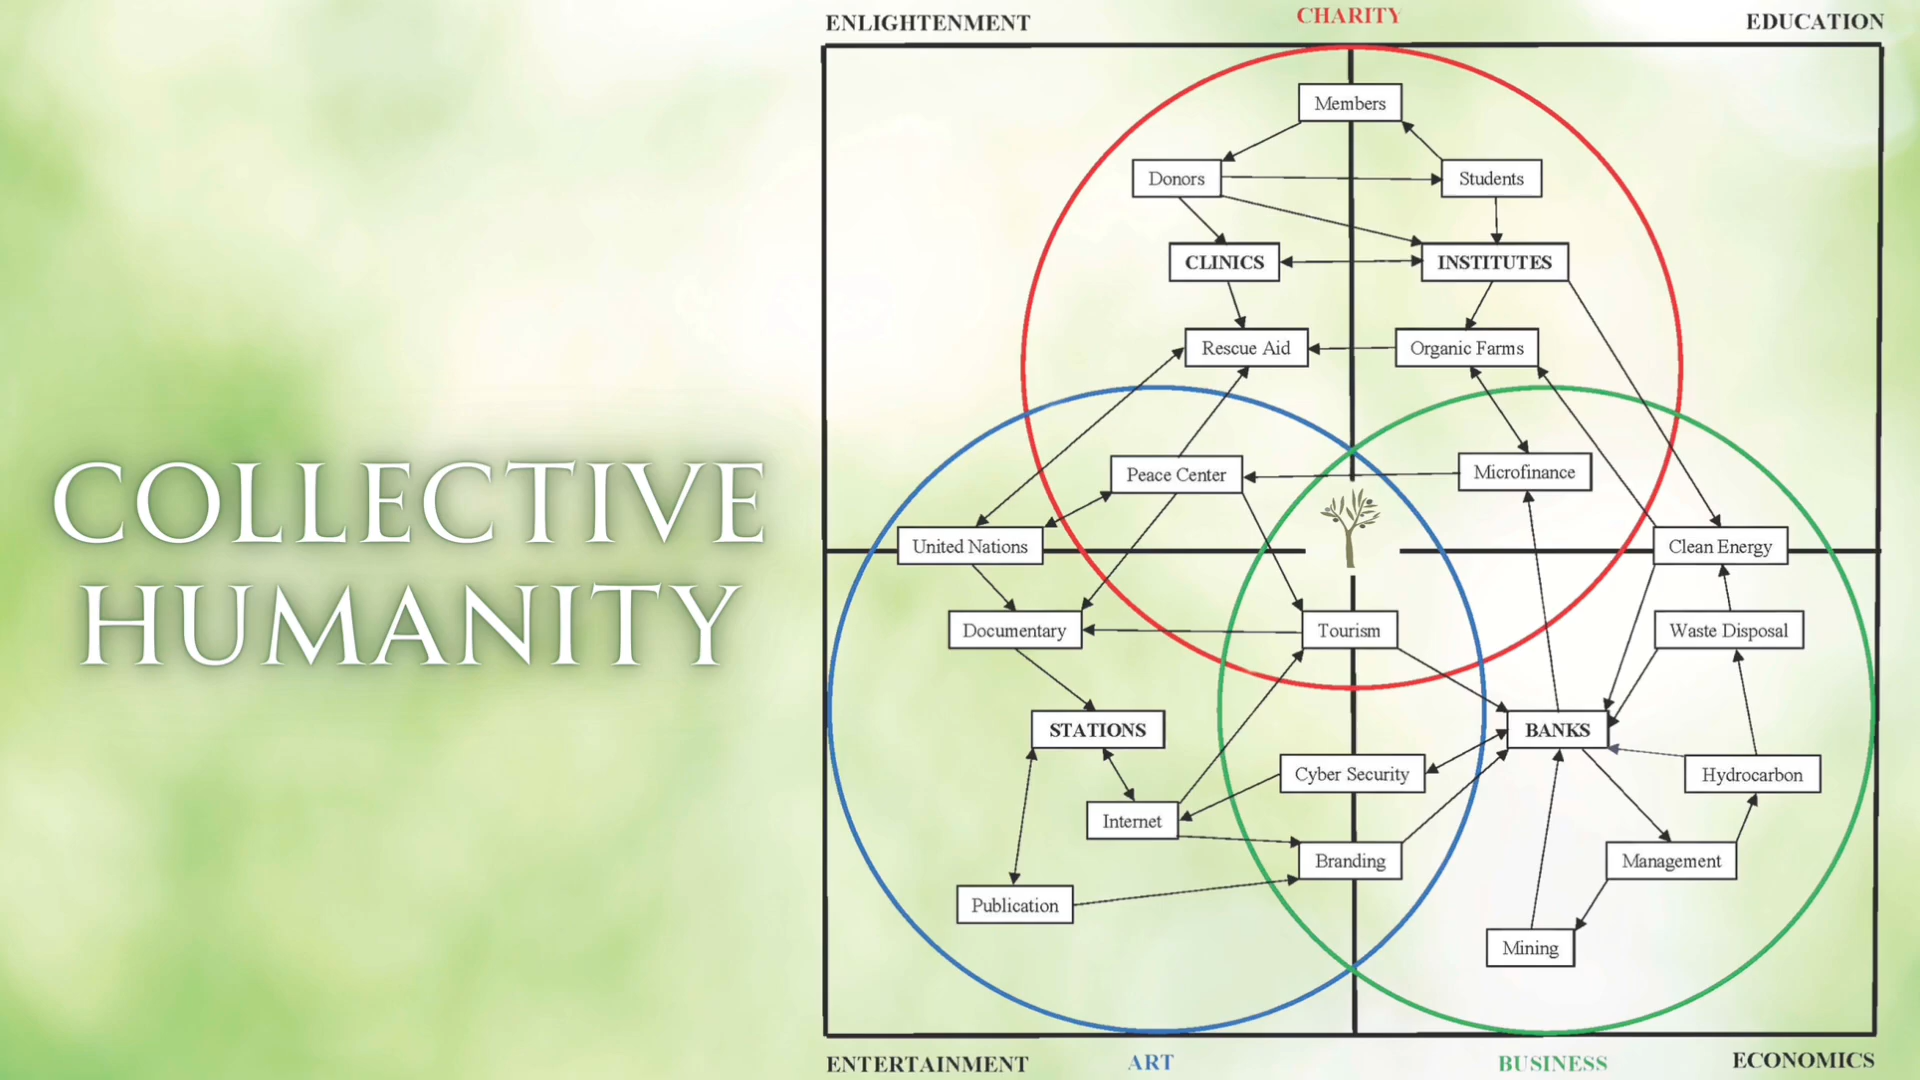 COLLECTIVE
HUMANITY
ENLIGHTENMENT
CHARITY
EDUCATION
Members
Donors
Students
CLINICS
INSTITUTES
Rescue Aid
Organic Farms
Peace Center
Microfinance
United Nations
Clean Energy
Documentary
Tourism
Waste Disposal
STATIONS
BANKS
Cyber Security
Hydrocarbon
Internet
Branding
Management
Publication
Mining
ENTERTAINMENT
ART
BUSINESS
ECONOMICS